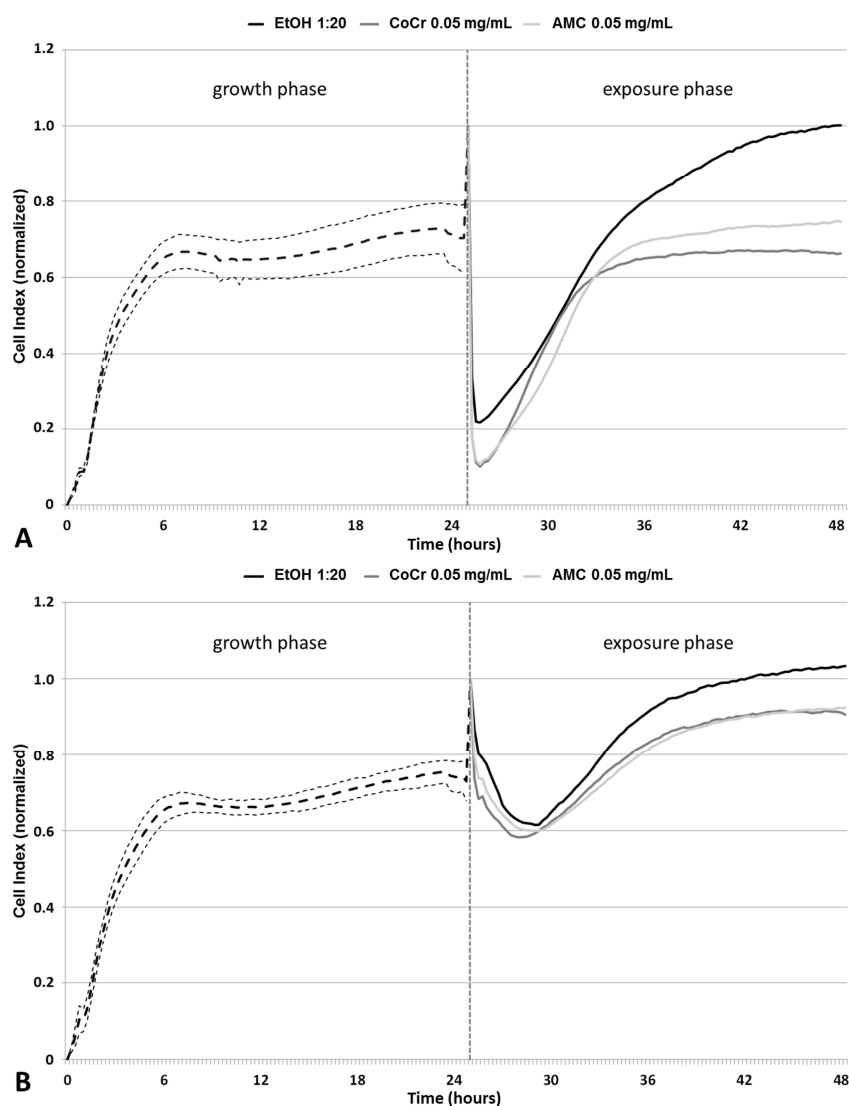 EtOH 1:20 CoCr 0.05 mg/mL AMC 0.05 mg/mL
1.2
growth phase exposure phase
1.0
0.8
0.6
0.4
0.2
0
Cell Index (normalized)
0 6 12 18 24 30 36 42 48
Time (hours)
A
EtOH 1:20 CoCr 0.05 mg/mL AMC 0.05 mg/mL
1.2
growth phase exposure phase
1.0
0.8
0.6
0.4
0.2
0
Cell Index (normalized)
0 6 12 18 24 30 36 42 48
Time (hours)
B